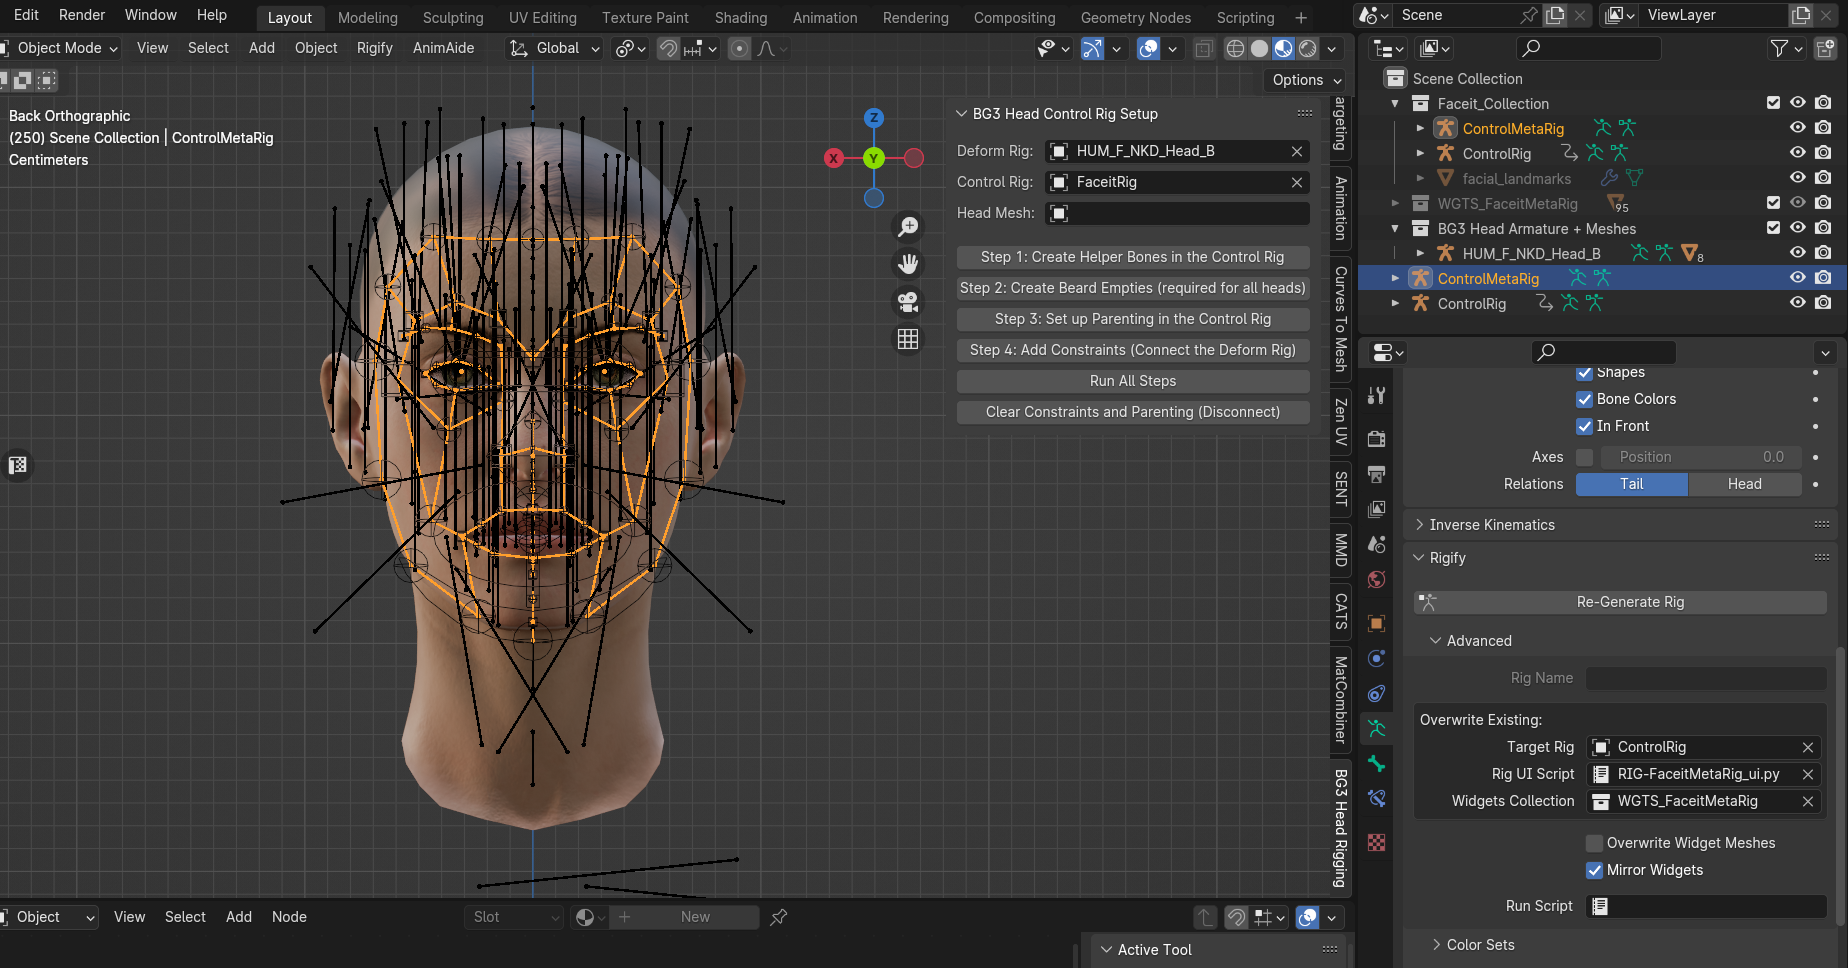 Edit Render Window Help Layout Modeling Sculpting UV Editing Texture Paint Shading Animation Rendering Compositing Geometry Nodes Scripting + Scene ViewLayer
Object Mode View Select Add Object Rigify AnimAide Global
Options
Back Orthographic
(250) Scene Collection | ControlMetaRig
Centimeters
Z
X
Y
BG3 Head Control Rig Setup
Deform Rig: HUM_F_NKD_Head_B
Control Rig: FaceitRig
Head Mesh:
Step 1: Create Helper Bones in the Control Rig
Step 2: Create Beard Empties (required for all heads)
Step 3: Set up Parenting in the Control Rig
Step 4: Add Constraints (Connect the Deform Rig)
Run All Steps
Clear Constraints and Parenting (Disconnect)
argeting
Animation
Curves To Mesh
Zen UV
SENT
MMD
CATS
MatCombiner
BG3 Head Rigging
Scene Collection
Faceit_Collection
ControlMetaRig
ControlRig
facial_landmarks
WGTS_FaceitMetaRig 95
BG3 Head Armature + Meshes
HUM_F_NKD_Head_B 8
ControlMetaRig
ControlRig
Shapes
Bone Colors
In Front
Axes Position 0.0
Relations Tail Head
Inverse Kinematics
Rigify
Re-Generate Rig
Advanced
Rig Name
Overwrite Existing:
Target Rig ControlRig
Rig UI Script RIG-FaceitMetaRig_ui.py
Widgets Collection WGTS_FaceitMetaRig
Overwrite Widget Meshes
Mirror Widgets
Run Script
Color Sets
Object View Select Add Node Slot New
Active Tool